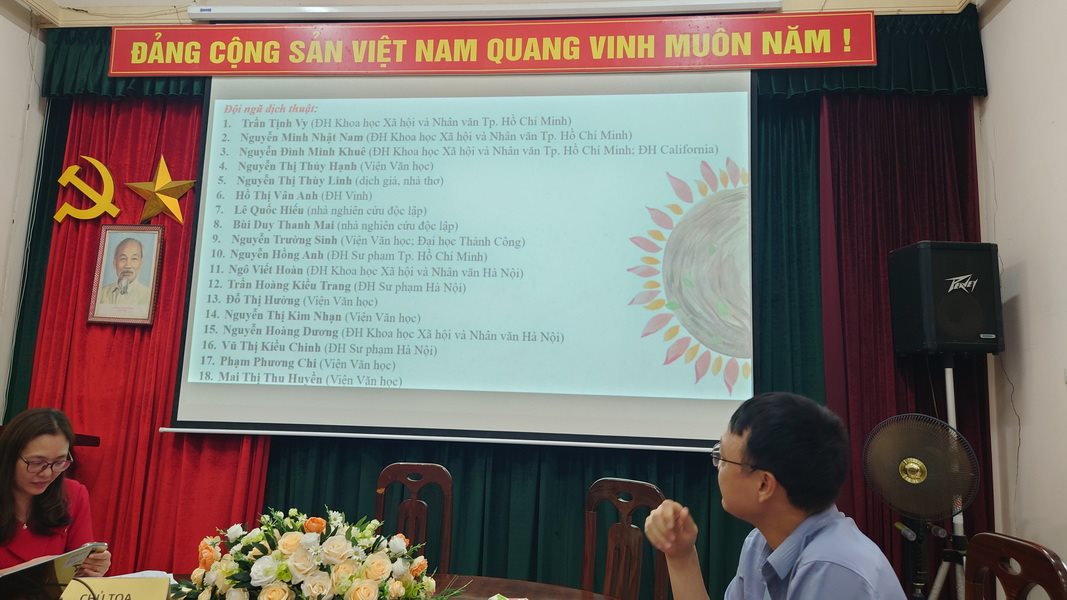 ĐẢNG CỘNG SẢN VIỆT NAM QUANG VINH MUÔN NĂM !
Đội ngũ dịch thuật:
1. Trần Tịnh Vy (ĐH Khoa học Xã hội và Nhân văn Tp. Hồ Chí Minh)
2. Nguyễn Minh Nhật Nam (ĐH Khoa học Xã hội và Nhân văn Tp. Hồ Chí Minh)
3. Nguyễn Đình Minh Khuê (ĐH Khoa học Xã hội và Nhân văn Tp. Hồ Chí Minh; ĐH California)
4. Nguyễn Thị Thúy Hạnh (Viện Văn học)
5. Nguyễn Thị Thùy Linh (dịch giả, nhà thơ)
6. Hồ Thị Vân Anh (ĐH Vinh)
7. Lê Quốc Hiếu (nhà nghiên cứu độc lập)
8. Bùi Duy Thanh Mai (nhà nghiên cứu độc lập)
9. Nguyễn Trường Sinh (Viện Văn học; Đại học Thành Công)
10. Nguyễn Hồng Anh (ĐH Sư phạm Tp. Hồ Chí Minh)
11. Ngô Viết Hoàn (ĐH Khoa học Xã hội và Nhân văn Hà Nội)
12. Trần Hoàng Kiều Trang (ĐH Sư phạm Hà Nội)
13. Đỗ Thị Hường (Viện Văn học)
14. Nguyễn Thị Kim Nhạn (Viện Văn học)
15. Nguyễn Hoàng Dương (ĐH Khoa học Xã hội và Nhân văn Hà Nội)
16. Vũ Thị Kiều Chinh (ĐH Sư phạm Hà Nội)
17. Phạm Phương Chi (Viện Văn học)
18. Mai Thị Thu Huyền (Viện Văn học)
PEAVEY
CHỦ TỌA